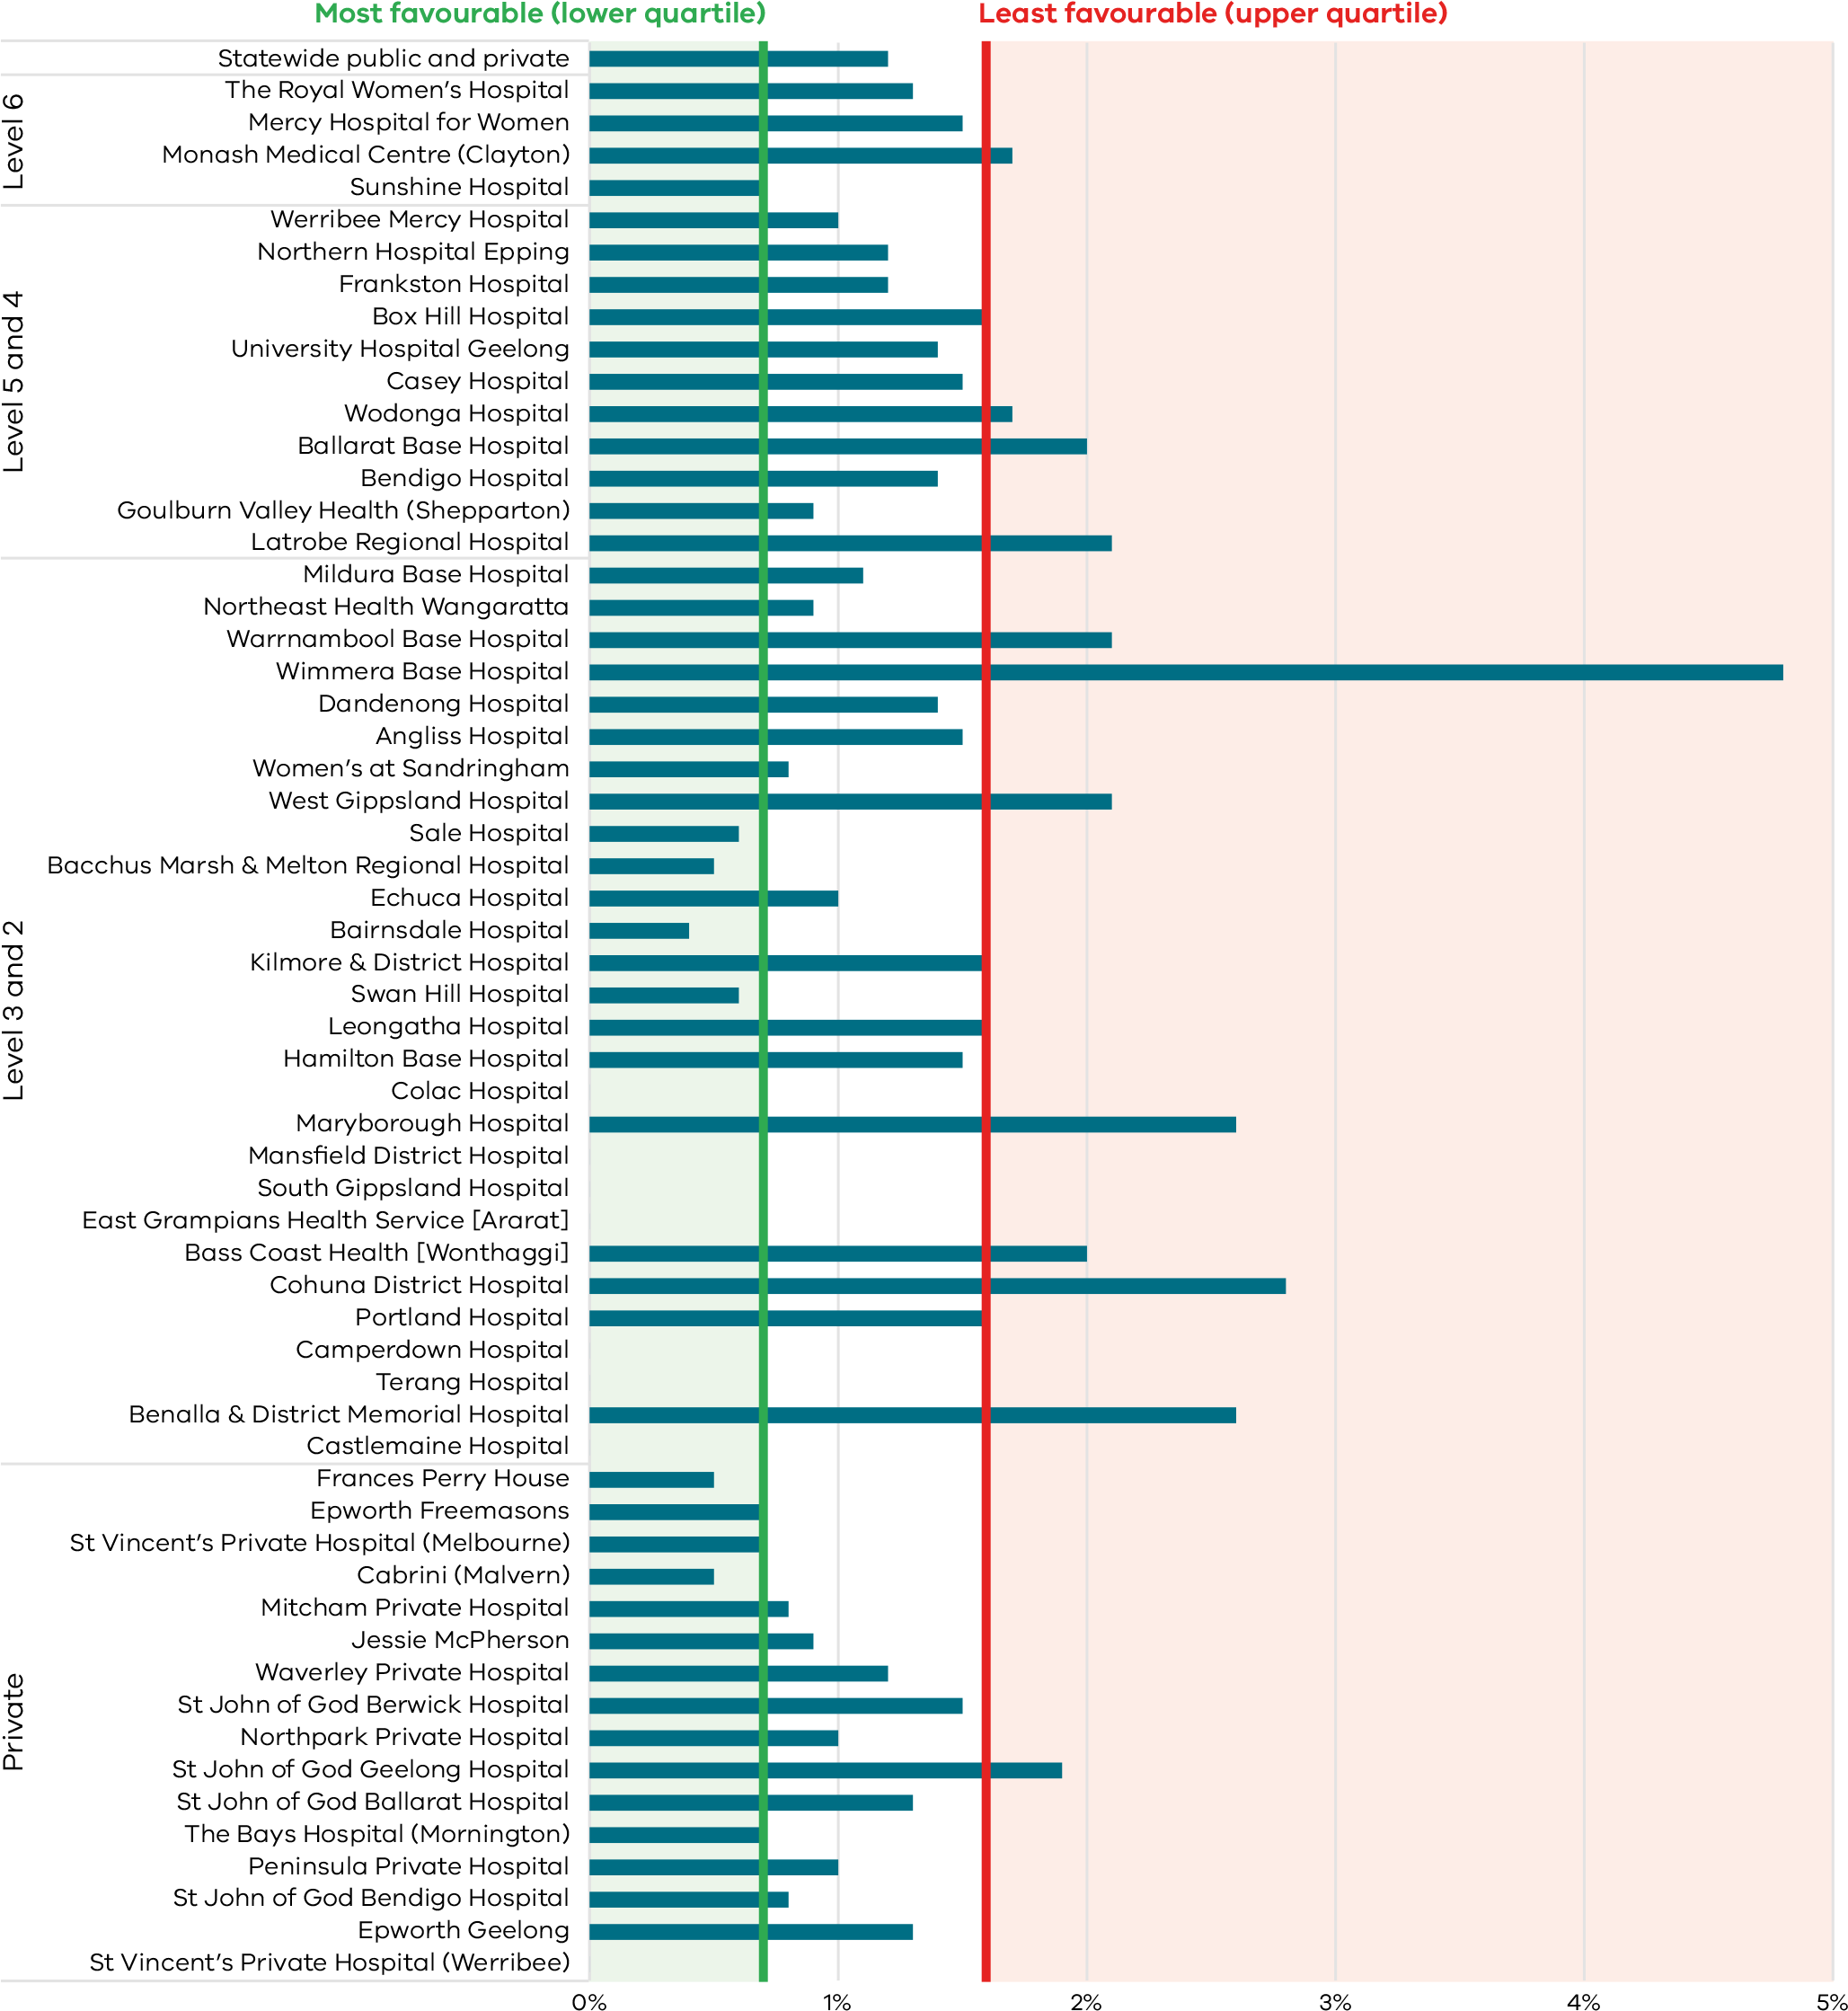 Most favourable (lower quartile)
Least favourable (upper quartile)
Statewide public and private
Level 6
The Royal Women’s Hospital
Mercy Hospital for Women
Monash Medical Centre (Clayton)
Sunshine Hospital
Level 5 and 4
Werribee Mercy Hospital
Northern Hospital Epping
Frankston Hospital
Box Hill Hospital
University Hospital Geelong
Casey Hospital
Wodonga Hospital
Ballarat Base Hospital
Bendigo Hospital
Goulburn Valley Health (Shepparton)
Latrobe Regional Hospital
Level 3 and 2
Mildura Base Hospital
Northeast Health Wangaratta
Warrnambool Base Hospital
Wimmera Base Hospital
Dandenong Hospital
Angliss Hospital
Women’s at Sandringham
West Gippsland Hospital
Sale Hospital
Bacchus Marsh & Melton Regional Hospital
Echuca Hospital
Bairnsdale Hospital
Kilmore & District Hospital
Swan Hill Hospital
Leongatha Hospital
Hamilton Base Hospital
Colac Hospital
Maryborough Hospital
Mansfield District Hospital
South Gippsland Hospital
East Grampians Health Service [Ararat]
Bass Coast Health [Wonthaggi]
Cohuna District Hospital
Portland Hospital
Camperdown Hospital
Terang Hospital
Benalla & District Memorial Hospital
Castlemaine Hospital
Private
Frances Perry House
Epworth Freemasons
St Vincent’s Private Hospital (Melbourne)
Cabrini (Malvern)
Mitcham Private Hospital
Jessie McPherson
Waverley Private Hospital
St John of God Berwick Hospital
Northpark Private Hospital
St John of God Geelong Hospital
St John of God Ballarat Hospital
The Bays Hospital (Mornington)
Peninsula Private Hospital
St John of God Bendigo Hospital
Epworth Geelong
St Vincent’s Private Hospital (Werribee)
0%
1%
2%
3%
4%
5%